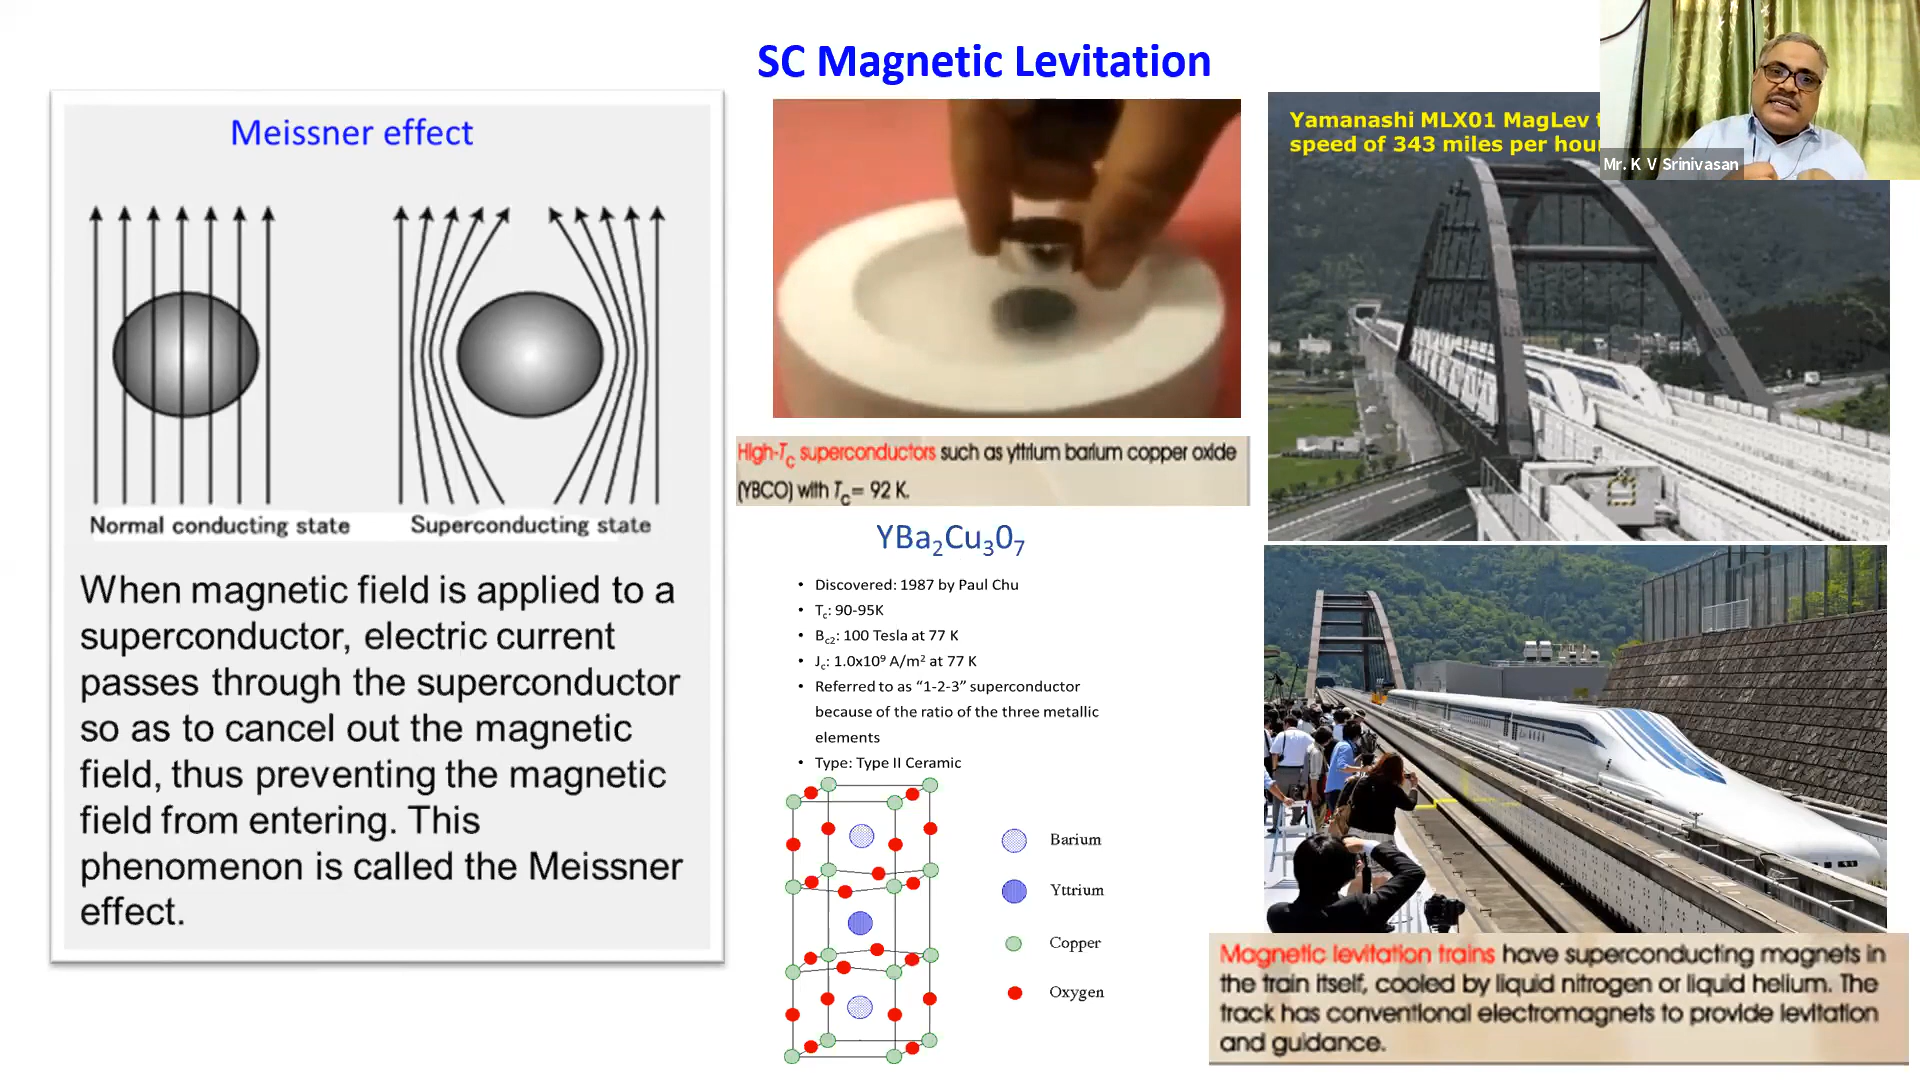 SC Magnetic Levitation
Meissner effect
Normal conducting state
Superconducting state
When magnetic field is applied to a
superconductor, electric current
passes through the superconductor
so as to cancel out the magnetic
field, thus preventing the magnetic
field from entering. This
phenomenon is called the Meissner
effect.
High-Tc superconductors such as yttrium barium copper oxide
(YBCO) with Tc= 92 K.
YBa2Cu3O7
• Discovered: 1987 by Paul Chu
• Tc: 90-95K
• Bc2: 100 Tesla at 77 K
• Jc: 1.0x10⁹ A/m² at 77 K
• Referred to as “1-2-3” superconductor
because of the ratio of the three metallic
elements
• Type: Type II Ceramic
Barium
Yttrium
Copper
Oxygen
Yamanashi MLX01 MagLev
speed of 343 miles per hour
Mr. K V Srinivasan
Magnetic levitation trains have superconducting magnets in
the train itself, cooled by liquid nitrogen or liquid helium. The
track has conventional electromagnets to provide levitation
and guidance.